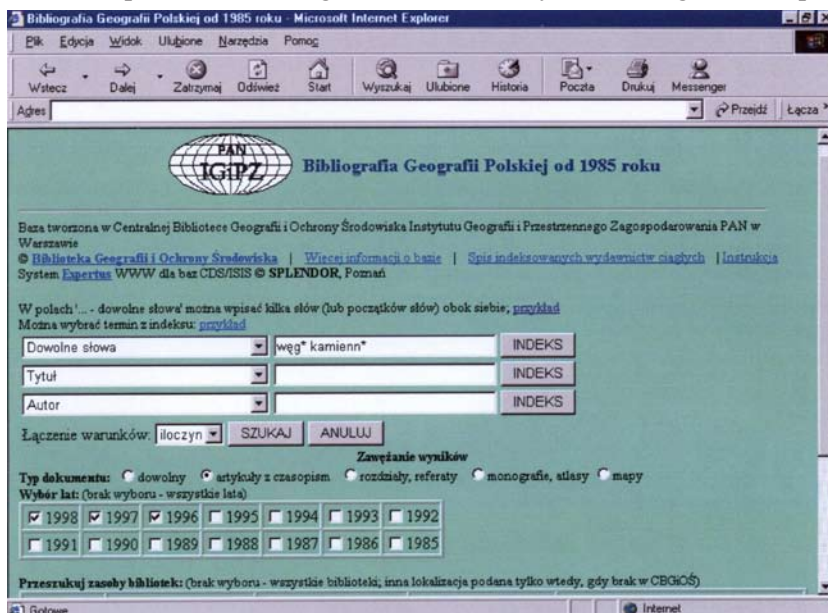 Bibliografia Geografii Polskiej od 1985 roku - Microsoft Internet Explorer
Plik Edycja Widok Ulubione Narzędzia Pomoc
Wstecz Dalej Zatrzymaj Odśwież Start Wyszukaj Ulubione Historia Poczta Drukuj Messenger
Adres Przejdź Łącza
PAN
IGiPZ
Bibliografia Geografii Polskiej od 1985 roku
Baza tworzona w Centralnej Bibliotece Geografii i Ochrony Środowiska Instytutu Geografii i Przestrzennego Zagospodarowania PAN w
Warszawie
© Biblioteka Geografii i Ochrony Środowiska | Więcej informacji o bazie | Spis indeksowanych wydawnictw ciągłych | Instrukcja
System Expertus WWW dla baz CDS/ISIS © SPLENDOR, Poznań
W polach '... - dowolne słowa' można wpisać kilka słów (lub początków słów) obok siebie; przykład
Można wybrać termin z indeksu: przykład
Dowolne słowa węg* kamienn* INDEKS
Tytuł INDEKS
Autor INDEKS
Łączenie warunków: iloczyn SZUKAJ ANULUJ
Zawężanie wyników
Typ dokumentu: dowolny artykuły z czasopism rozdziały, referaty monografie, atlasy mapy
Wybór lat: (brak wyboru - wszystkie lata)
1998 1997 1996 1995 1994 1993 1992
1991 1990 1989 1988 1987 1986 1985
Przeszukuj zasoby bibliotek: (brak wyboru - wszystkie biblioteki; inna lokalizacja podana tylko wtedy, gdy brak w CBGiOŚ)
Gotowe Internet